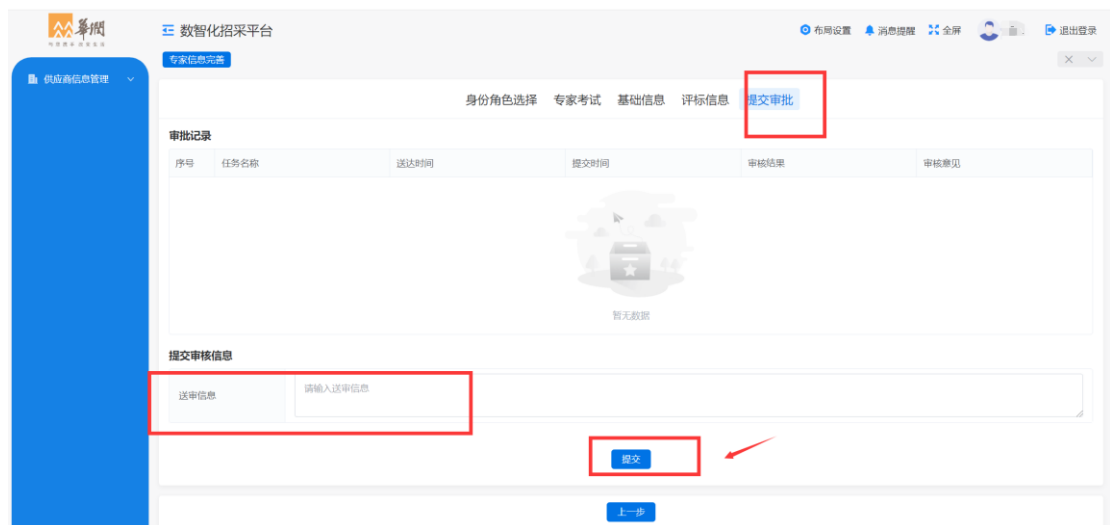 華潤
三 数智化招采平台
布局设置 消息提醒 全屏 退出登录
专家信息完善
供应商信息管理
身份角色选择 专家考试 基础信息 评标信息 提交审批
审批记录
序号 任务名称 送达时间 提交时间 审核结果 审核意见
暂无数据
提交审核信息
送审信息 请输入送审信息
提交
上一步